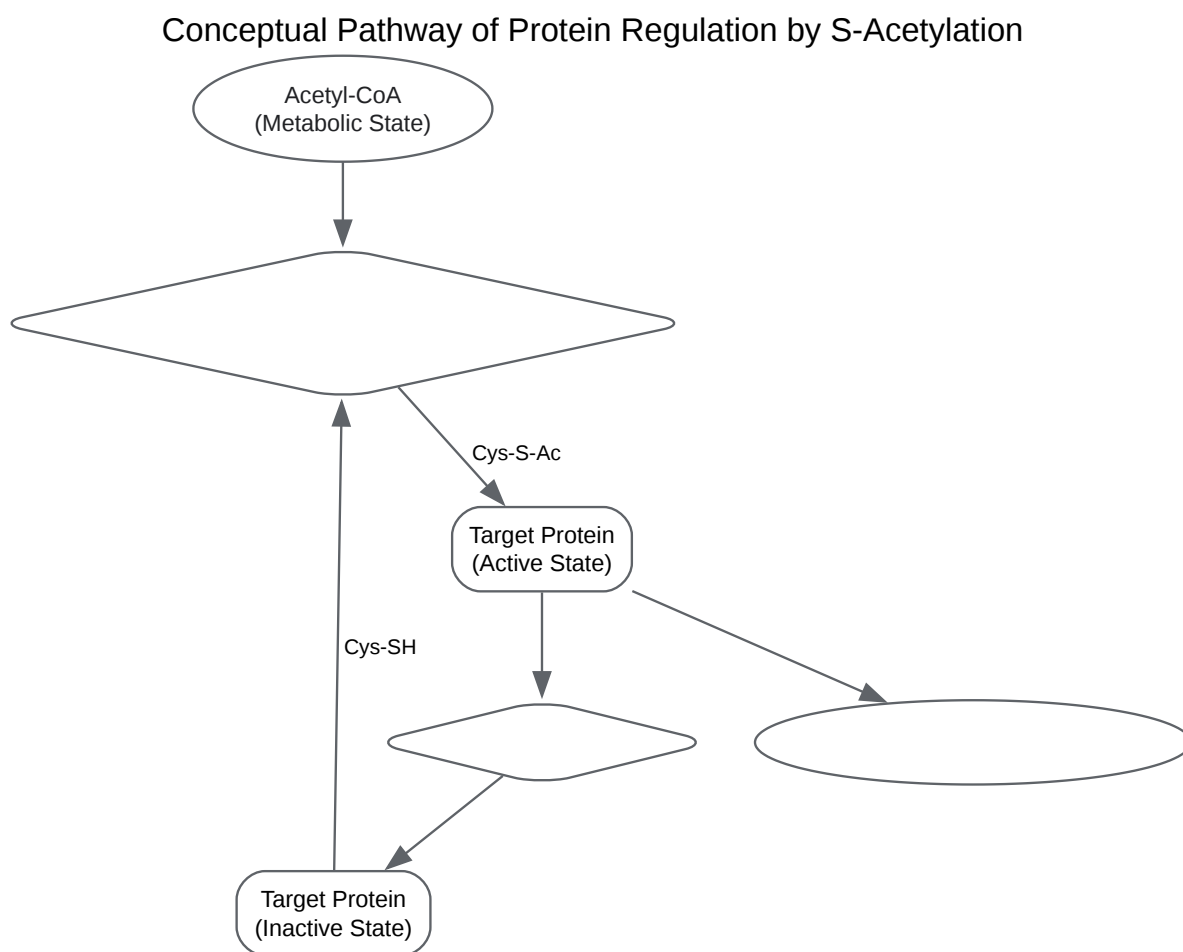 Conceptual Pathway of Protein Regulation by S-Acetylation
Acetyl-CoA
(Metabolic State)
Cys-S-Ac
Target Protein
(Active State)
Cys-SH
Target Protein
(Inactive State)